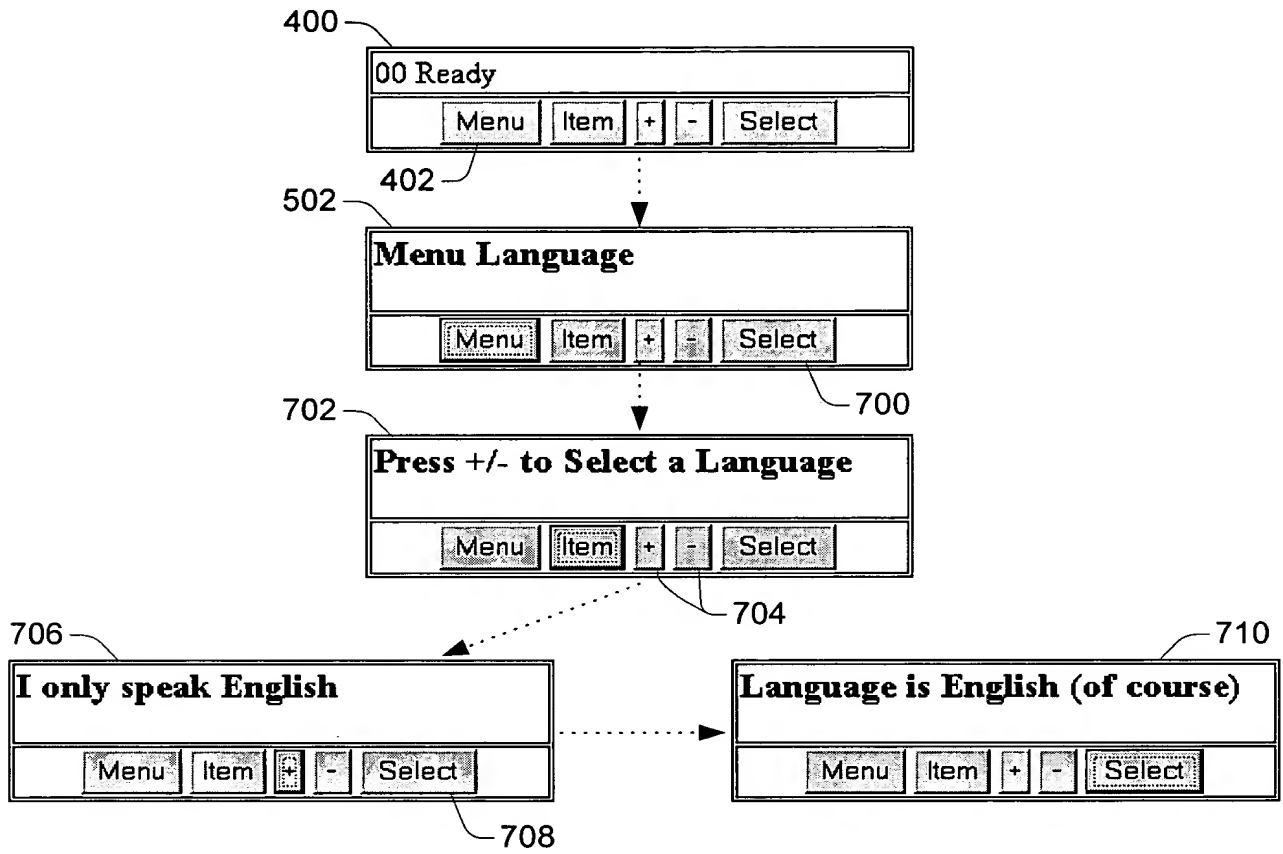 400
00 Ready
Menu Item + - Select
402
502
Menu Language
Menu Item + - Select
700
702
Press +/- to Select a Language
Menu Item + - Select
704
706
I only speak English
Menu Item + - Select
708
710
Language is English (of course)
Menu Item + - Select